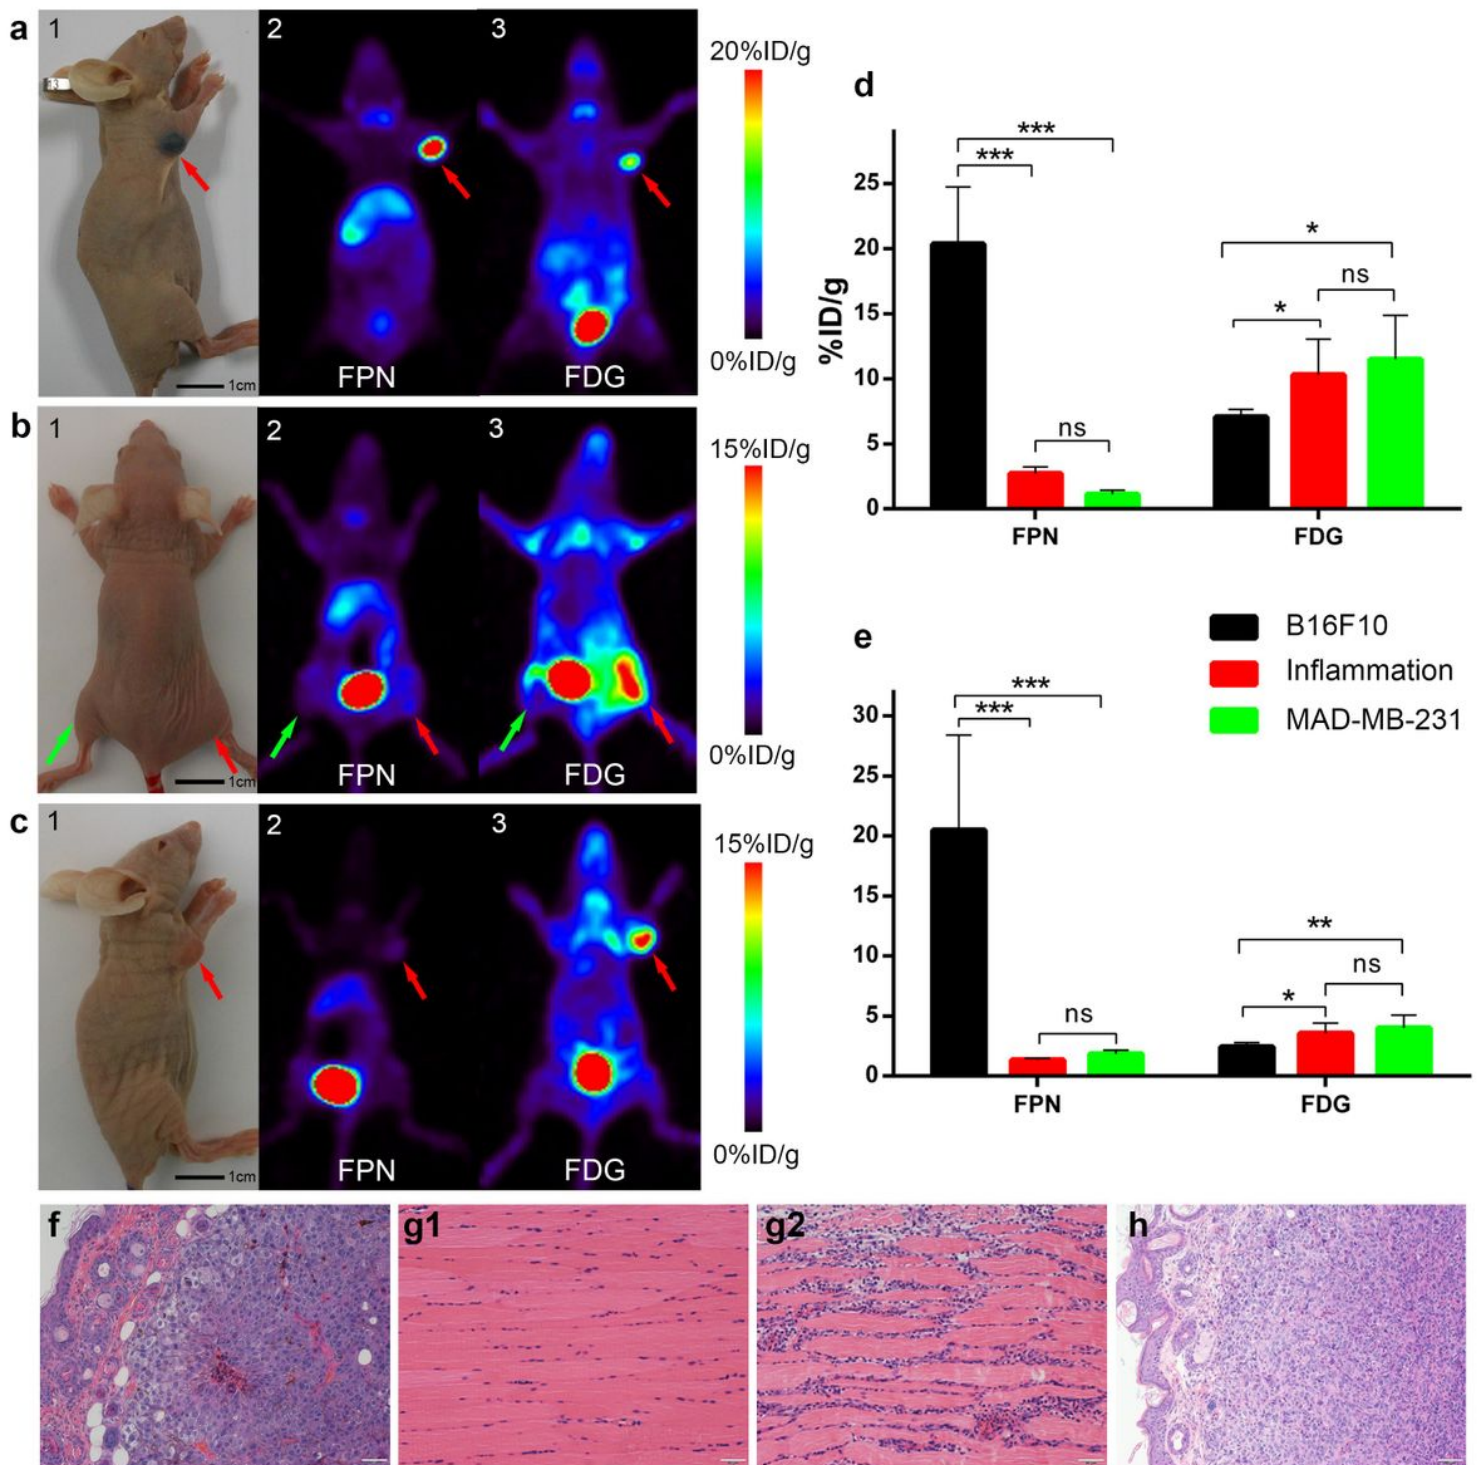 a
1
2
3
20%ID/g
0%ID/g
1cm
FPN
FDG
b
1
2
3
15%ID/g
0%ID/g
1cm
FPN
FDG
c
1
2
3
15%ID/g
0%ID/g
1cm
FPN
FDG
d
%ID/g
25
20
15
10
5
0
***
***
ns
*
*
ns
FPN
FDG
B16F10
Inflammation
MAD-MB-231
e
30
25
20
15
10
5
0
***
***
ns
**
*
ns
FPN
FDG
f
g1
g2
h